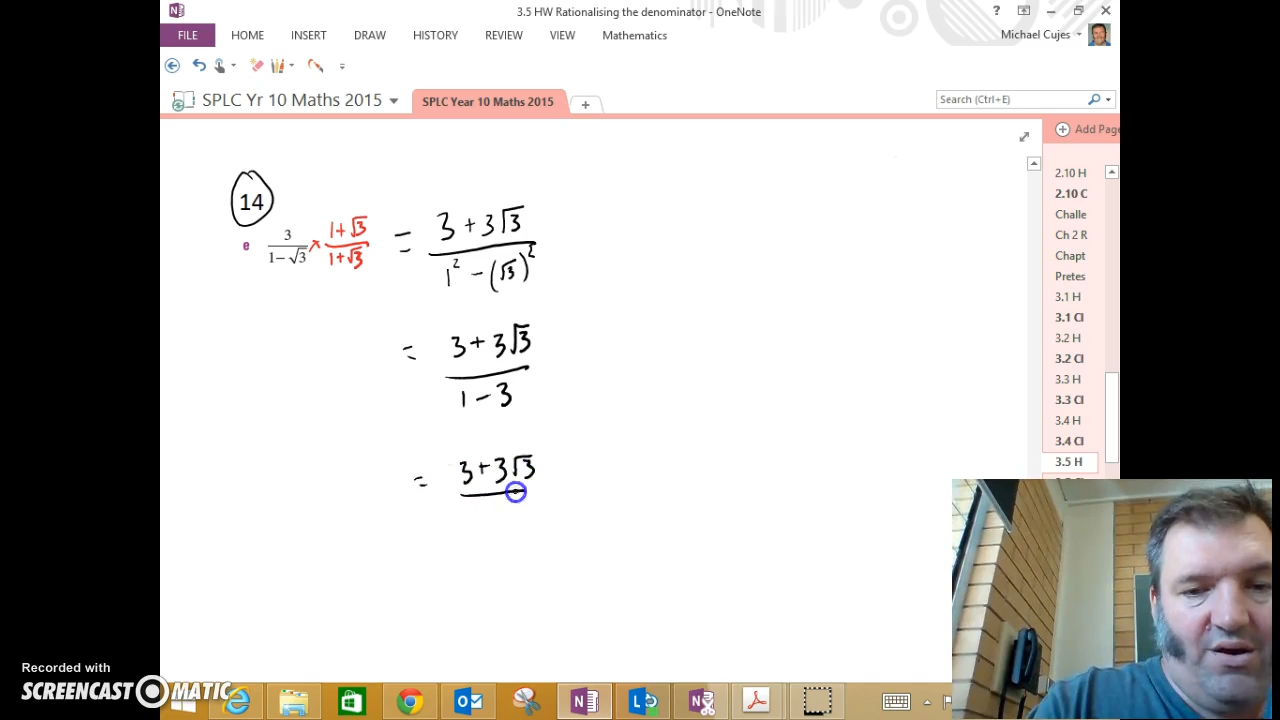 3.5 HW Rationalising the denominator - OneNote
?
FILE HOME INSERT DRAW HISTORY REVIEW VIEW Mathematics
Michael Cujes
SPLC Yr 10 Maths 2015
SPLC Year 10 Maths 2015
+
Search (Ctrl+E)
Add Page
2.10 H
2.10 C
Challe
Ch 2 R
Chapt
Pretes
3.1 H
3.1 Cl
3.2 H
3.2 Cl
3.3 H
3.3 Cl
3.4 H
3.4 Cl
3.5 H
14
e 3/(1-√3) × (1+√3)/(1+√3) = (3+3√3)/(1²-(√3)²)
= (3+3√3)/(1-3)
= 3+3√3
Recorded with
SCREENCAST-O-MATIC